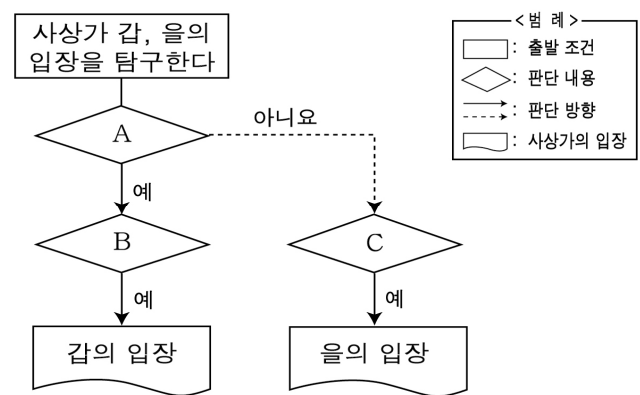 사상가 갑, 을의
입장을 탐구한다
A
아니요
예
B
C
예
예
갑의 입장
을의 입장
<범 례>
: 출발 조건
: 판단 내용
: 판단 방향
: 사상가의 입장